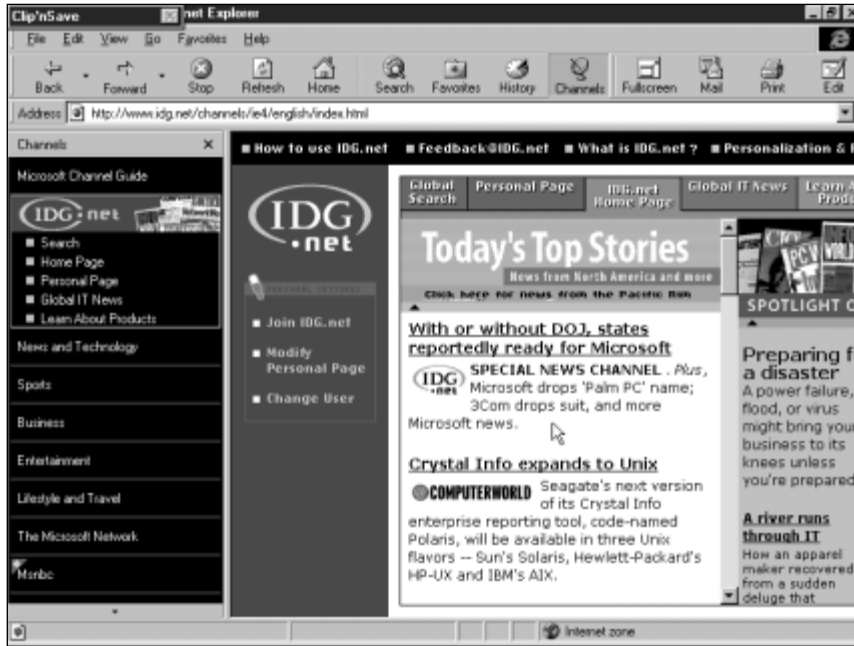 Clip'nSave
net Explorer
File Edit View Go Favorites Help
Back Forward Stop Refresh Home Search Favorites History Channels Fullscreen Mail Print Edit
Address http://www.idg.net/channels/ie4/english/index.html
Channels
Microsoft Channel Guide
IDG.net
Search
Home Page
Personal Page
Global IT News
Learn About Products
News and Technology
Sports
Business
Entertainment
Lifestyle and Travel
The Microsoft Network
Msnbc
How to use IDG.net Feedback@IDG.net What is IDG.net ? Personalization &
IDG
.net
PERSONAL SETTINGS
Join IDG.net
Modify
Personal Page
Change User
Global
Search
Personal Page
IDG.net
Home Page
Global IT News
Learn A
Produ
Today's Top Stories
News from North America and more
Click here for news from the Pacific Rim
With or without DOJ, states
reportedly ready for Microsoft
IDG
.net
SPECIAL NEWS CHANNEL . Plus,
Microsoft drops 'Palm PC' name;
3Com drops suit, and more
Microsoft news.
Crystal Info expands to Unix
COMPUTERWORLD
Seagate's next version
of its Crystal Info
enterprise reporting tool, code-named
Polaris, will be available in three Unix
flavors -- Sun's Solaris, Hewlett-Packard's
HP-UX and IBM's AIX.
SPOTLIGHT O
Preparing f
a disaster
A power failure,
flood, or virus
might bring your
business to its
knees unless
you're prepared
A river runs
through IT
How an apparel
maker recovered
from a sudden
deluge that
Internet zone